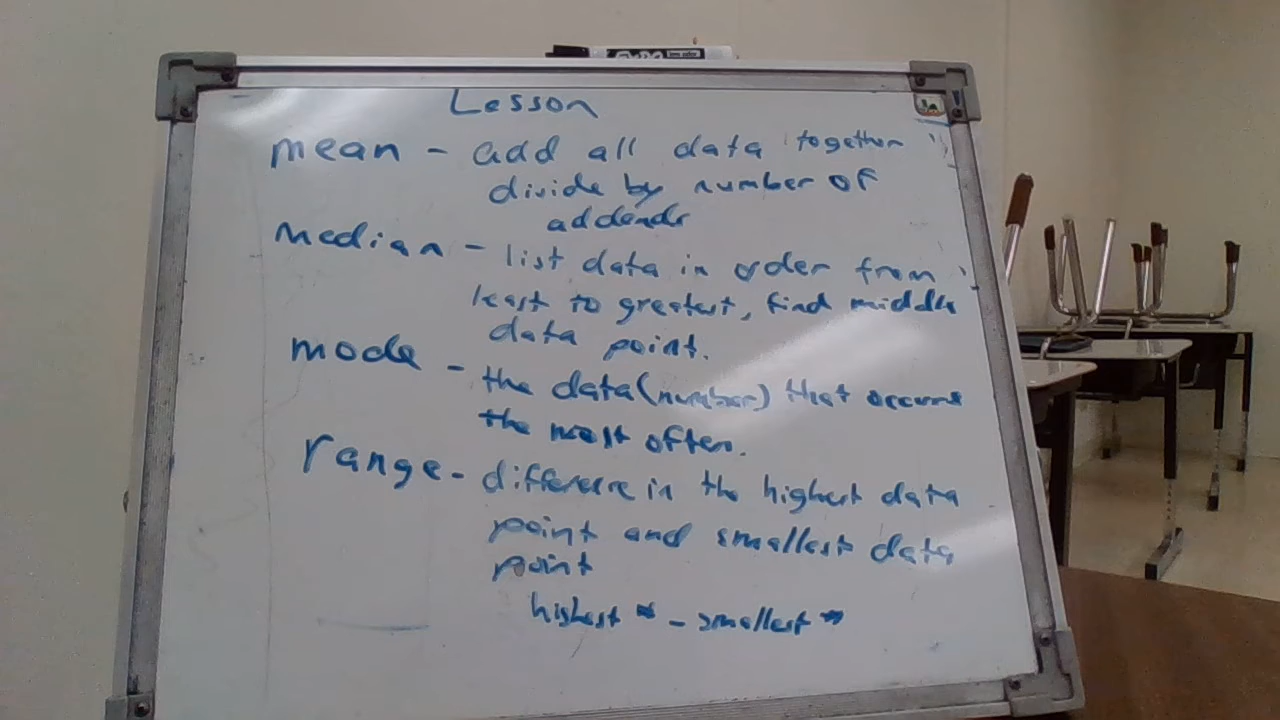 EXPO
Lesson
mean - add all data together
divide by number of
addends
median - list data in order from
least to greatest, find middle
data point.
mode - the data (number) that occurs
the most often.
range - difference in the highest data
point and smallest data
point
highest # - smallest #